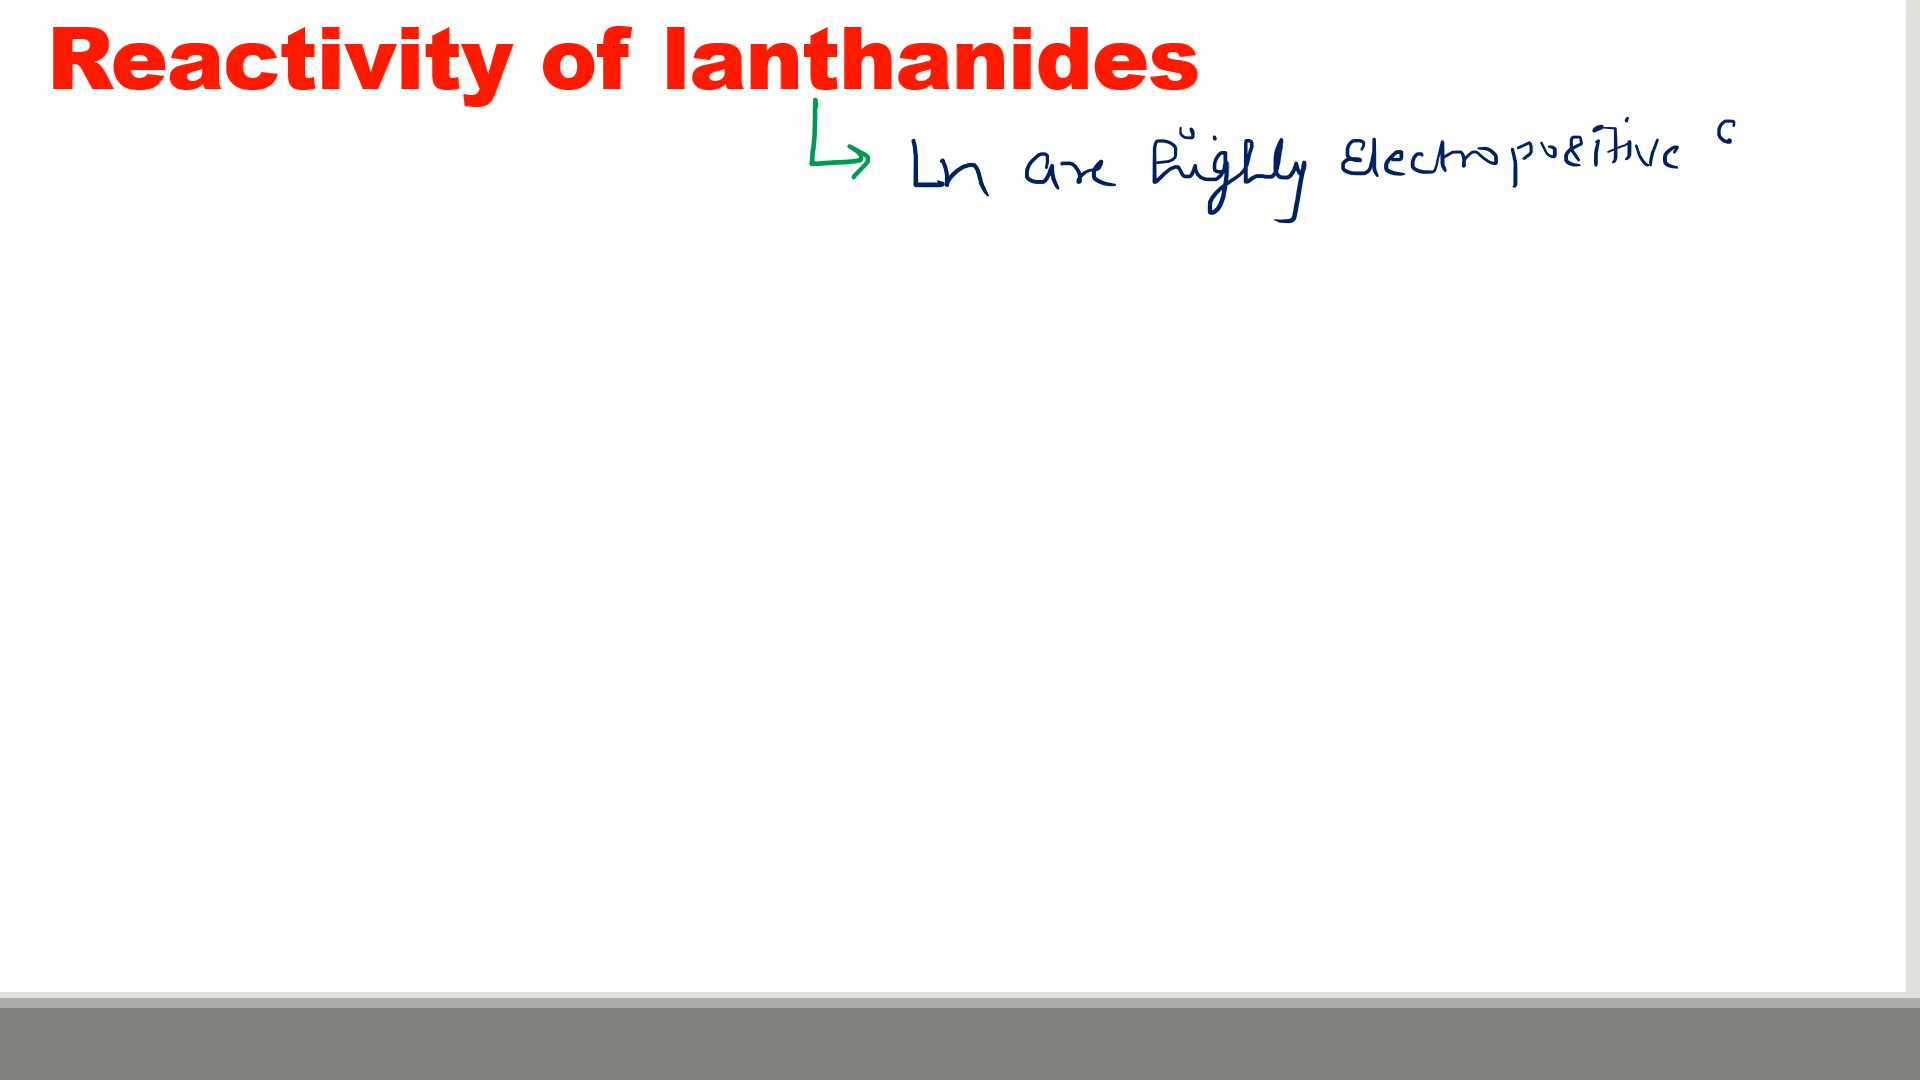 Reactivity of lanthanides
Ln are highly Electropositive